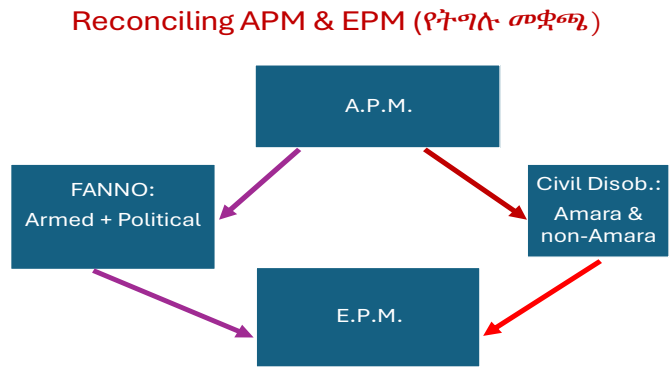 Reconciling APM & EPM (የትግሉ መቋጫ)
A.P.M.
FANNO:
Armed + Political
Civil Disob.:
Amara &
non-Amara
E.P.M.